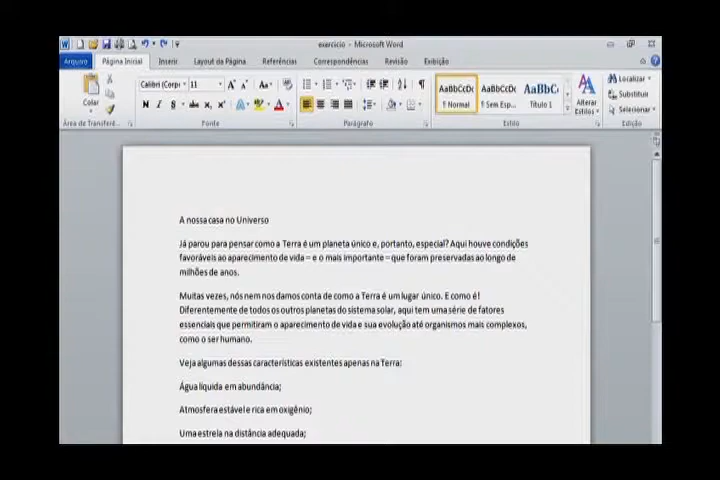 exercício - Microsoft Word
Arquivo Página Inicial Inserir Layout da Página Referências Correspondências Revisão Exibição
Calibri (Corp 11
Colar
N I S abc x₂ x²
AaBbCcDc AaBbCcDc AaBbC
¶ Normal ¶ Sem Esp... Título 1
Alterar Estilos
Localizar
Substituir
Selecionar
Área de Transferê... Fonte Parágrafo Estilo Edição
A nossa casa no Universo
Já parou para pensar como a Terra é um planeta único e, portanto, especial? Aqui houve condições
favoráveis ao aparecimento de vida – e o mais importante – que foram preservadas ao longo de
milhões de anos.
Muitas vezes, nós nem nos damos conta de como a Terra é um lugar único. E como é!
Diferentemente de todos os outros planetas do sistema solar, aqui tem uma série de fatores
essenciais que permitiram o aparecimento de vida e sua evolução até organismos mais complexos,
como o ser humano.
Veja algumas dessas características existentes apenas na Terra:
Água líquida em abundância;
Atmosfera estável e rica em oxigênio;
Uma estrela na distância adequada;